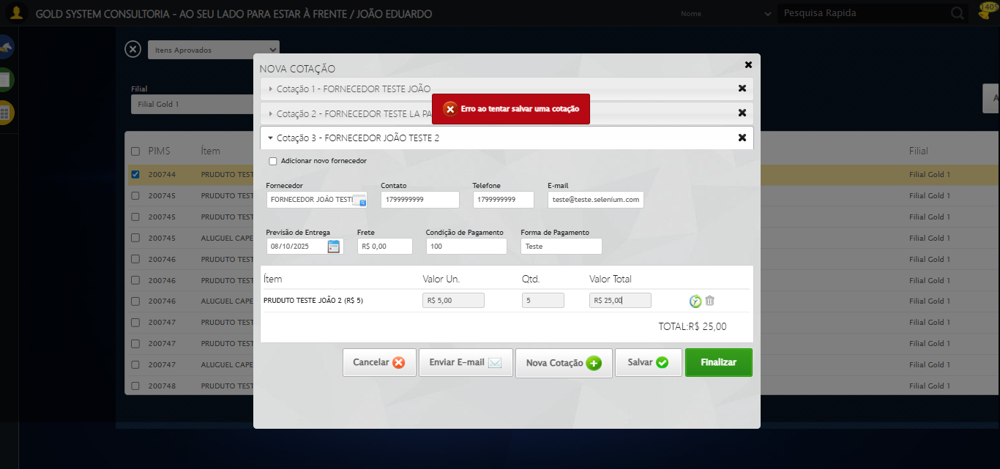 GOLD SYSTEM CONSULTORIA - AO SEU LADO PARA ESTAR À FRENTE / JOÃO EDUARDO
Nome
Pesquisa Rapida
1405
Itens Aprovados
Filial
Filial Gold 1
A
NOVA COTAÇÃO
Cotação 1 - FORNECEDOR TESTE JOÃO
Erro ao tentar salvar uma cotação
Cotação 2 - FORNECEDOR TESTE LA PA
Cotação 3 - FORNECEDOR JOÃO TESTE 2
Adicionar novo fornecedor
Fornecedor Contato Telefone E-mail
FORNECEDOR JOÃO TEST 1799999999 1799999999 teste@teste.selenium.com
Previsão de Entrega Frete Condição de Pagamento Forma de Pagamento
08/10/2025 R$ 0,00 100 Teste
Ítem Valor Un. Qtd. Valor Total
PRUDUTO TESTE JOÃO 2 (R$ 5) R$ 5,00 5 R$ 25,00
TOTAL:R$ 25,00
Cancelar Enviar E-mail Nova Cotação Salvar Finalizar
PIMS Ítem Filial
200744 PRUDUTO TEST Filial Gold 1
200745 PRUDUTO TEST Filial Gold 1
200745 PRUDUTO TEST Filial Gold 1
200745 ALUGUEL CAPE Filial Gold 1
200746 PRUDUTO TEST Filial Gold 1
200746 PRUDUTO TEST Filial Gold 1
200746 ALUGUEL CAPE Filial Gold 1
200747 PRUDUTO TEST Filial Gold 1
200747 PRUDUTO TEST Filial Gold 1
200747 ALUGUEL CAPE Filial Gold 1
200748 PRUDUTO TEST Filial Gold 1